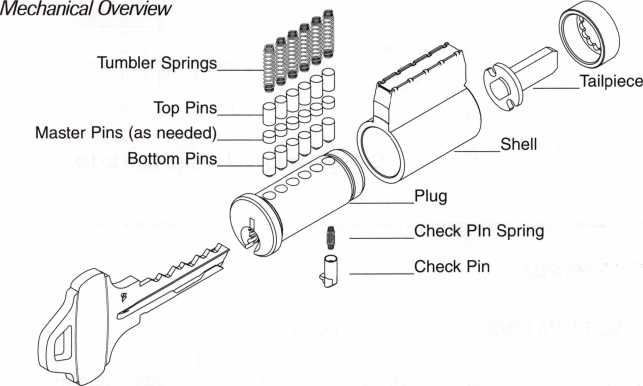 Mechanical Overview
Tumbler Springs
Top Pins
Master Pins (as needed)
Bottom Pins
Tailpiece
Shell
Plug
Check PIn Spring
Check Pin